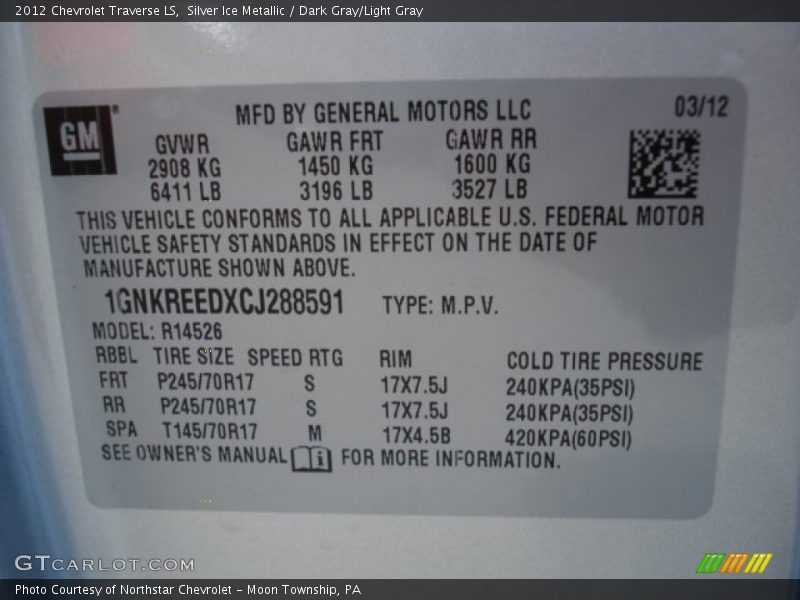 2012 Chevrolet Traverse LS,  Silver Ice Metallic / Dark Gray/Light Gray
GM® MFD BY GENERAL MOTORS LLC 03/12
GVWR GAWR FRT GAWR RR
2908 KG 1450 KG 1600 KG
6411 LB 3196 LB 3527 LB
THIS VEHICLE CONFORMS TO ALL APPLICABLE U.S. FEDERAL MOTOR
VEHICLE SAFETY STANDARDS IN EFFECT ON THE DATE OF
MANUFACTURE SHOWN ABOVE.
1GNKREEDXCJ288591 TYPE: M.P.V.
MODEL: R14526
RBBL TIRE SIZE SPEED RTG RIM COLD TIRE PRESSURE
FRT P245/70R17 S 17X7.5J 240KPA(35PSI)
RR P245/70R17 S 17X7.5J 240KPA(35PSI)
SPA T145/70R17 M 17X4.5B 420KPA(60PSI)
SEE OWNER'S MANUAL i FOR MORE INFORMATION.
GTCARLOT.COM
Photo Courtesy of Northstar Chevrolet - Moon Township, PA